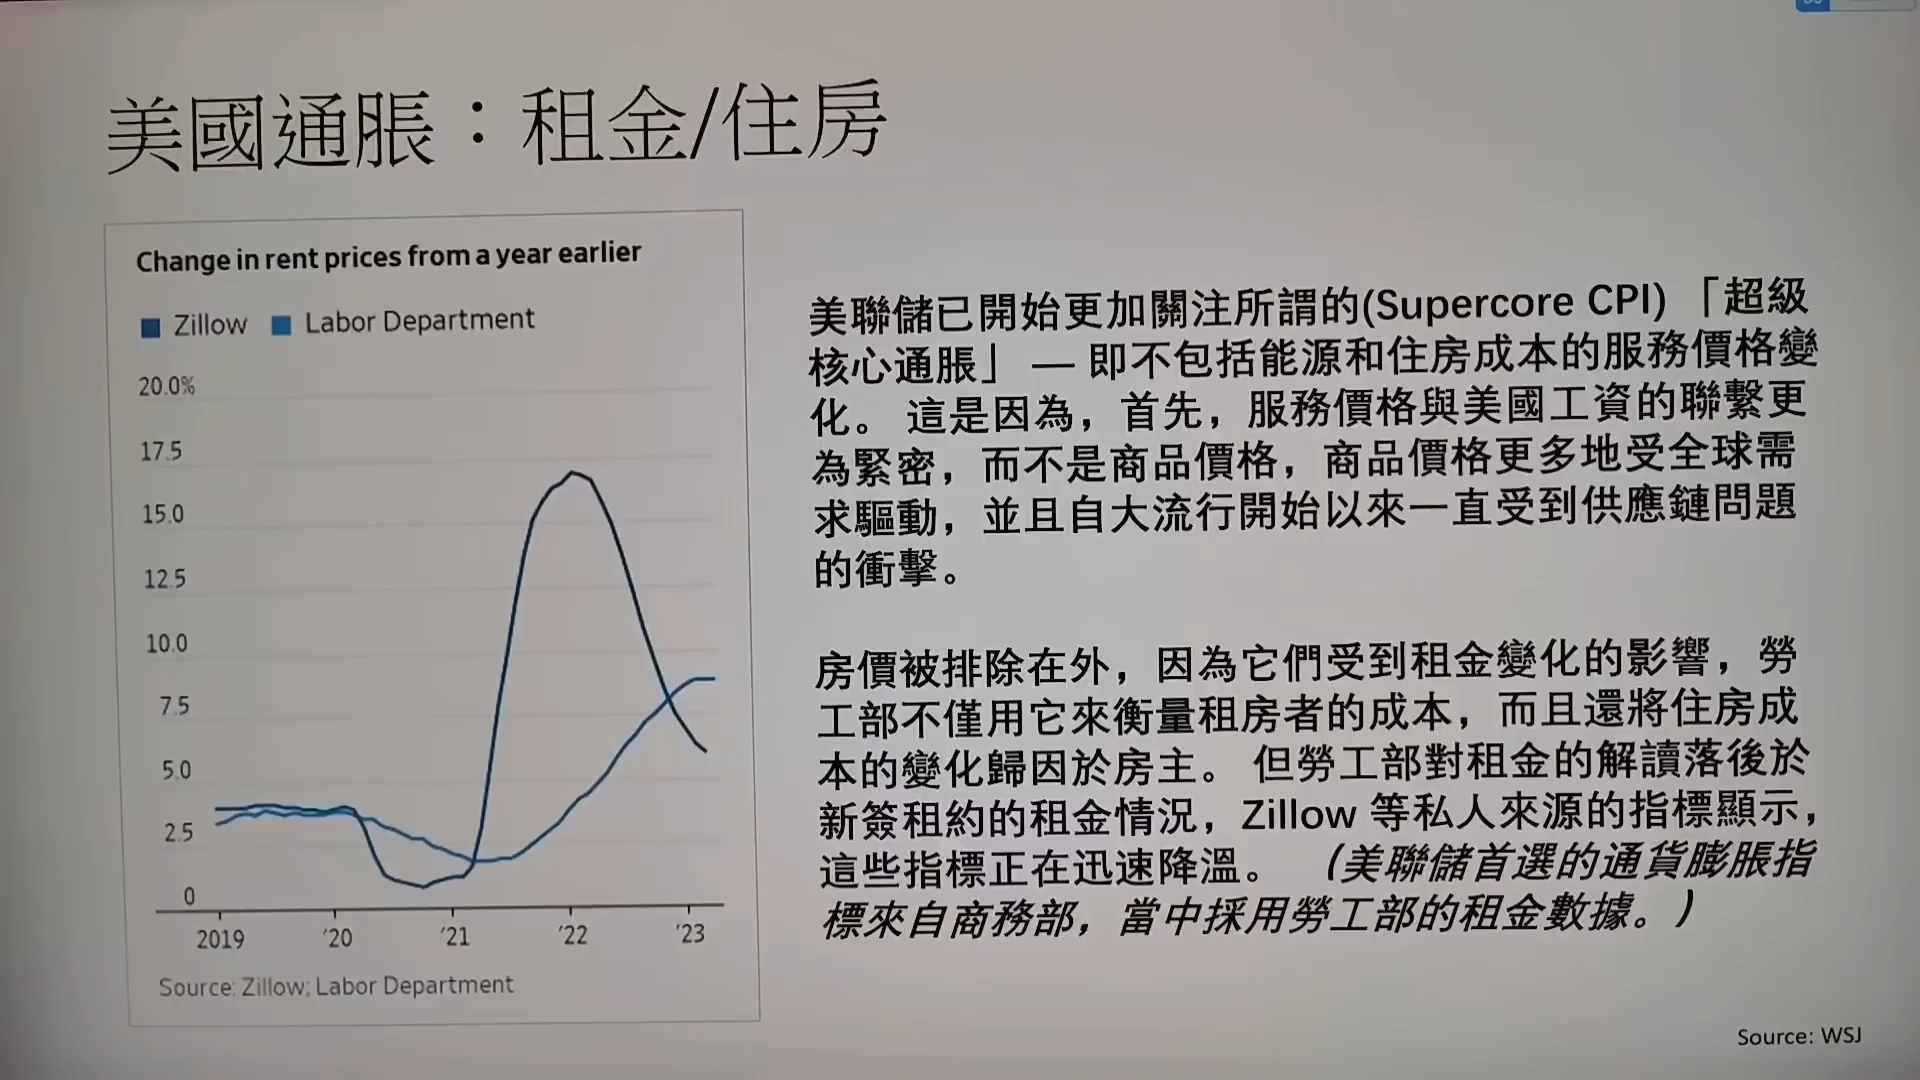 美國通脹：租金/住房
Change in rent prices from a year earlier
Zillow Labor Department
20.0%
17.5
15.0
12.5
10.0
7.5
5.0
2.5
0
2019 '20 '21 '22 '23
Source: Zillow; Labor Department
美聯儲已開始更加關注所謂的(Supercore CPI) 「超級
核心通脹」 — 即不包括能源和住房成本的服務價格變
化。 這是因為，首先，服務價格與美國工資的聯繫更
為緊密，而不是商品價格，商品價格更多地受全球需
求驅動，並且自大流行開始以來一直受到供應鏈問題
的衝擊。
房價被排除在外，因為它們受到租金變化的影響，勞
工部不僅用它來衡量租房者的成本，而且還將住房成
本的變化歸因於房主。 但勞工部對租金的解讀落後於
新簽租約的租金情況，Zillow 等私人來源的指標顯示，
這些指標正在迅速降溫。 (美聯儲首選的通貨膨脹指
標來自商務部，當中採用勞工部的租金數據。)
Source: WSJ